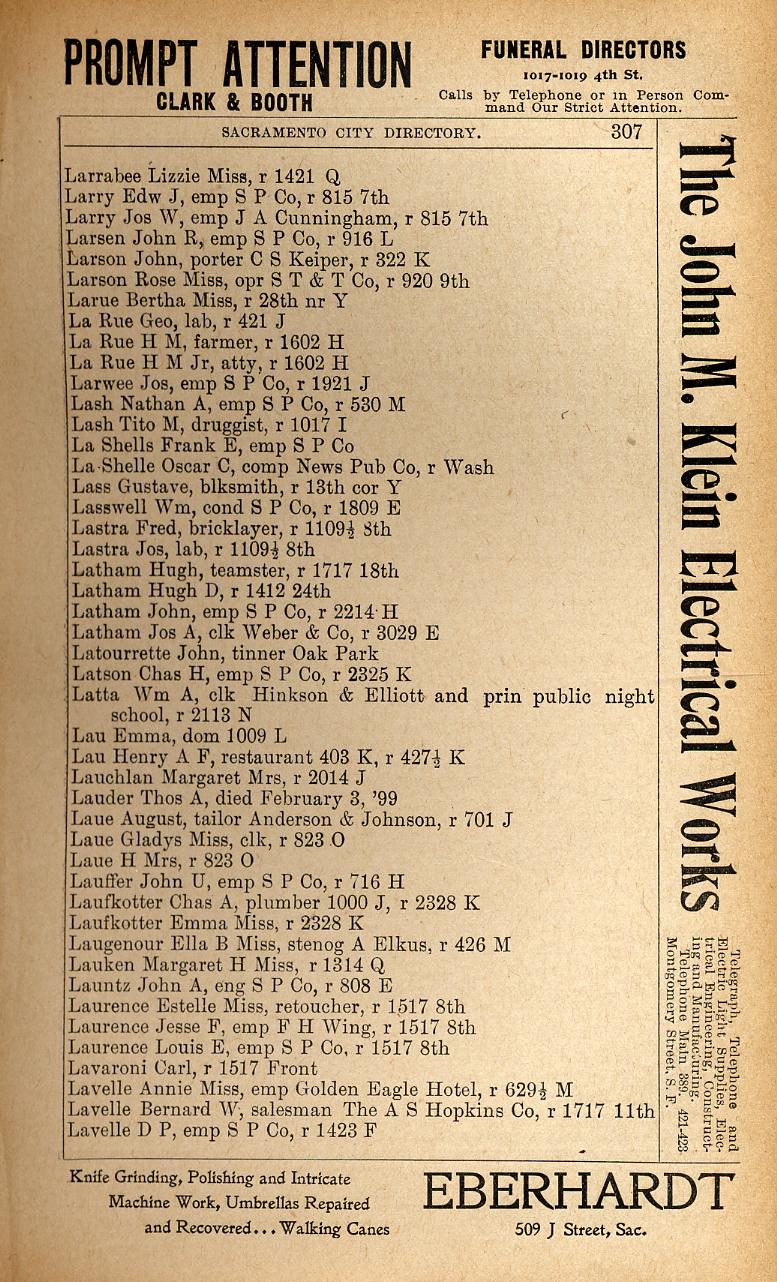 PROMPT ATTENTION
CLARK & BOOTH
FUNERAL DIRECTORS
1017-1019 4th St.
Calls by Telephone or in Person Com-
mand Our Strict Attention.
SACRAMENTO CITY DIRECTORY. 307
Larrabee Lizzie Miss, r 1421 Q
Larry Edw J, emp S P Co, r 815 7th
Larry Jos W, emp J A Cunningham, r 815 7th
Larsen John R, emp S P Co, r 916 L
Larson John, porter C S Keiper, r 322 K
Larson Rose Miss, opr S T & T Co, r 920 9th
Larue Bertha Miss, r 28th nr Y
La Rue Geo, lab, r 421 J
La Rue H M, farmer, r 1602 H
La Rue H M Jr, atty, r 1602 H
Larwee Jos, emp S P Co, r 1921 J
Lash Nathan A, emp S P Co, r 530 M
Lash Tito M, druggist, r 1017 I
La Shells Frank E, emp S P Co
La Shelle Oscar C, comp News Pub Co, r Wash
Lass Gustave, blksmith, r 13th cor Y
Lasswell Wm, cond S P Co, r 1809 E
Lastra Fred, bricklayer, r 1109½ 8th
Lastra Jos, lab, r 1109½ 8th
Latham Hugh, teamster, r 1717 18th
Latham Hugh D, r 1412 24th
Latham John, emp S P Co, r 2214 H
Latham Jos A, clk Weber & Co, r 3029 E
Latourrette John, tinner Oak Park
Latson Chas H, emp S P Co, r 2325 K
Latta Wm A, clk Hinkson & Elliott and prin public night
school, r 2113 N
Lau Emma, dom 1009 L
Lau Henry A F, restaurant 403 K, r 427½ K
Lauchlan Margaret Mrs, r 2014 J
Lauder Thos A, died February 3, '99
Laue August, tailor Anderson & Johnson, r 701 J
Laue Gladys Miss, clk, r 823 O
Laue H Mrs, r 823 O
Lauffer John U, emp S P Co, r 716 H
Laufkotter Chas A, plumber 1000 J, r 2328 K
Laufkotter Emma Miss, r 2328 K
Laugenour Ella B Miss, stenog A Elkus, r 426 M
Lauken Margaret H Miss, r 1314 Q
Launtz John A, eng S P Co, r 808 E
Laurence Estelle Miss, retoucher, r 1517 8th
Laurence Jesse F, emp F H Wing, r 1517 8th
Laurence Louis E, emp S P Co, r 1517 8th
Lavaroni Carl, r 1517 Front
Lavelle Annie Miss, emp Golden Eagle Hotel, r 629½ M
Lavelle Bernard W, salesman The A S Hopkins Co, r 1717 11th
Lavelle D P, emp S P Co, r 1423 F
The John M. Klein Electrical Works
Telegraph, Telephone and
Electric Light Supplies, Elec-
trical Engineering, Construct-
ing and Manufacturing.
Telephone Main 389. 421-423
Montgomery Street, S. F.
Knife Grinding, Polishing and Intricate
Machine Work, Umbrellas Repaired
and Recovered... Walking Canes
EBERHARDT
509 J Street, Sac.